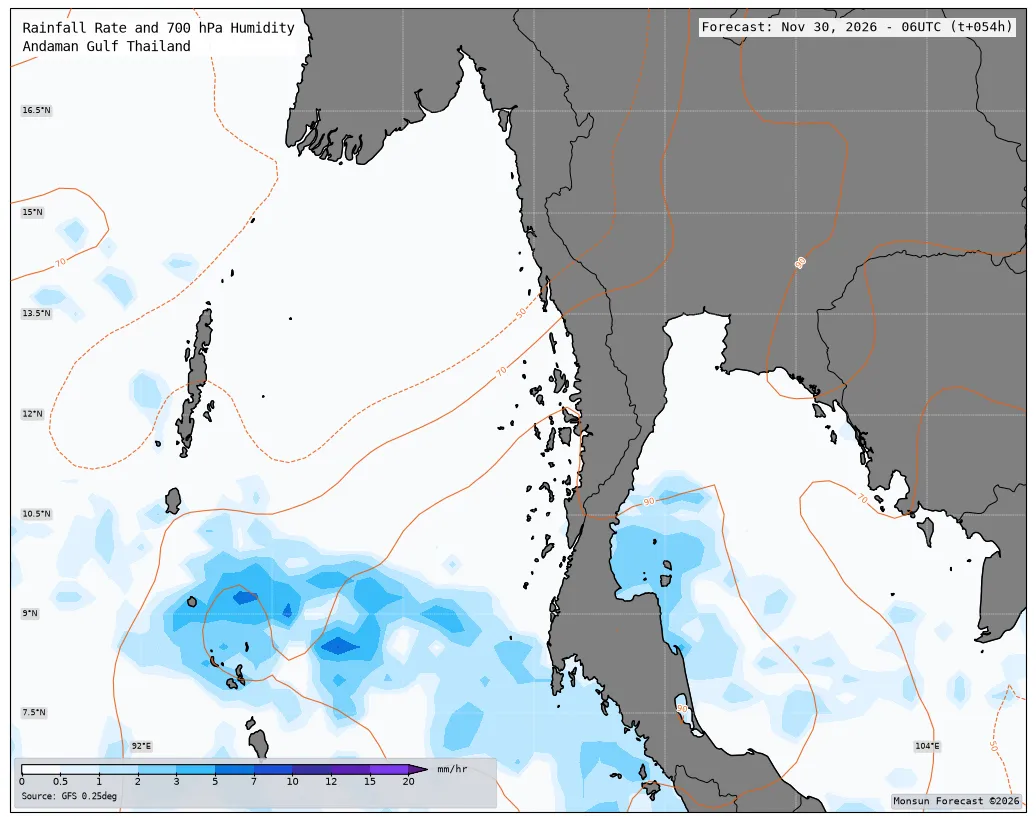 Rainfall Rate and 700 hPa Humidity
Andaman Gulf Thailand
Forecast: Nov 30, 2026 - 06UTC (t+054h)
16.5°N
15°N
70
80
13.5°N
50
70
12°N
10.5°N
90
70
9°N
7.5°N
90
92°E
104°E
50
mm/hr
0 0.5 1 2 3 5 7 10 12 15 20
Source: GFS 0.25deg
Monsun Forecast ©2026